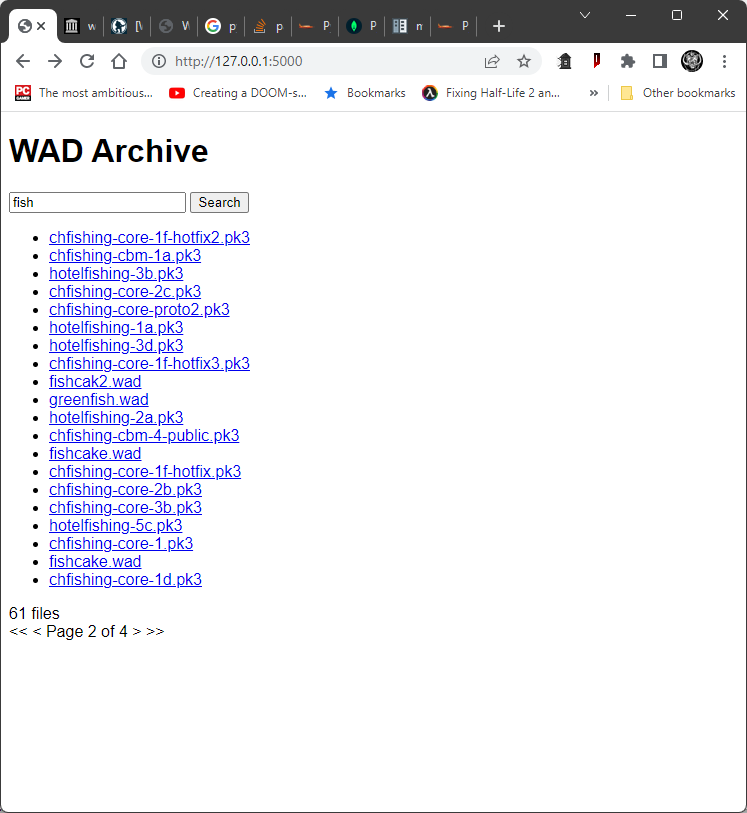 w
[\
W
p
p
P
P
n
P
http://127.0.0.1:5000
PC GAMER
The most ambitious...
Creating a DOOM-s...
Bookmarks
Fixing Half-Life 2 an...
»
Other bookmarks
WAD Archive
fish
Search
chfishing-core-1f-hotfix2.pk3
chfishing-cbm-1a.pk3
hotelfishing-3b.pk3
chfishing-core-2c.pk3
chfishing-core-proto2.pk3
hotelfishing-1a.pk3
hotelfishing-3d.pk3
chfishing-core-1f-hotfix3.pk3
fishcak2.wad
greenfish.wad
hotelfishing-2a.pk3
chfishing-cbm-4-public.pk3
fishcake.wad
chfishing-core-1f-hotfix.pk3
chfishing-core-2b.pk3
chfishing-core-3b.pk3
hotelfishing-5c.pk3
chfishing-core-1.pk3
fishcake.wad
chfishing-core-1d.pk3
61 files
<< < Page 2 of 4 > >>